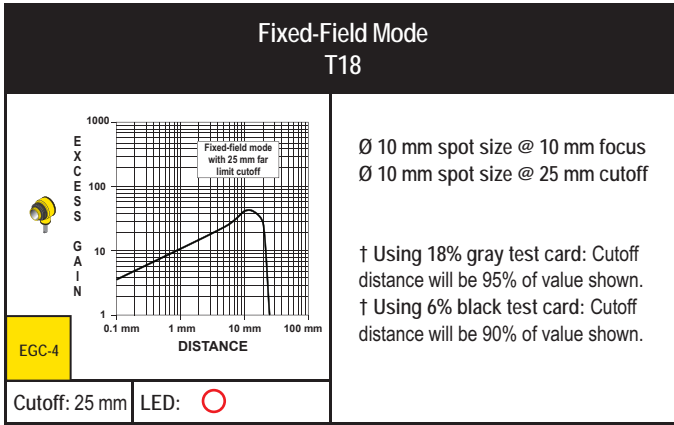 Fixed-Field Mode
T18
EXCESS GAIN
1000
100
10
1
Fixed-field mode
with 25 mm far
limit cutoff
0.1 mm 1 mm 10 mm 100 mm
DISTANCE
EGC-4
Cutoff: 25 mm
LED:
Ø 10 mm spot size @ 10 mm focus
Ø 10 mm spot size @ 25 mm cutoff
† Using 18% gray test card: Cutoff
distance will be 95% of value shown.
† Using 6% black test card: Cutoff
distance will be 90% of value shown.